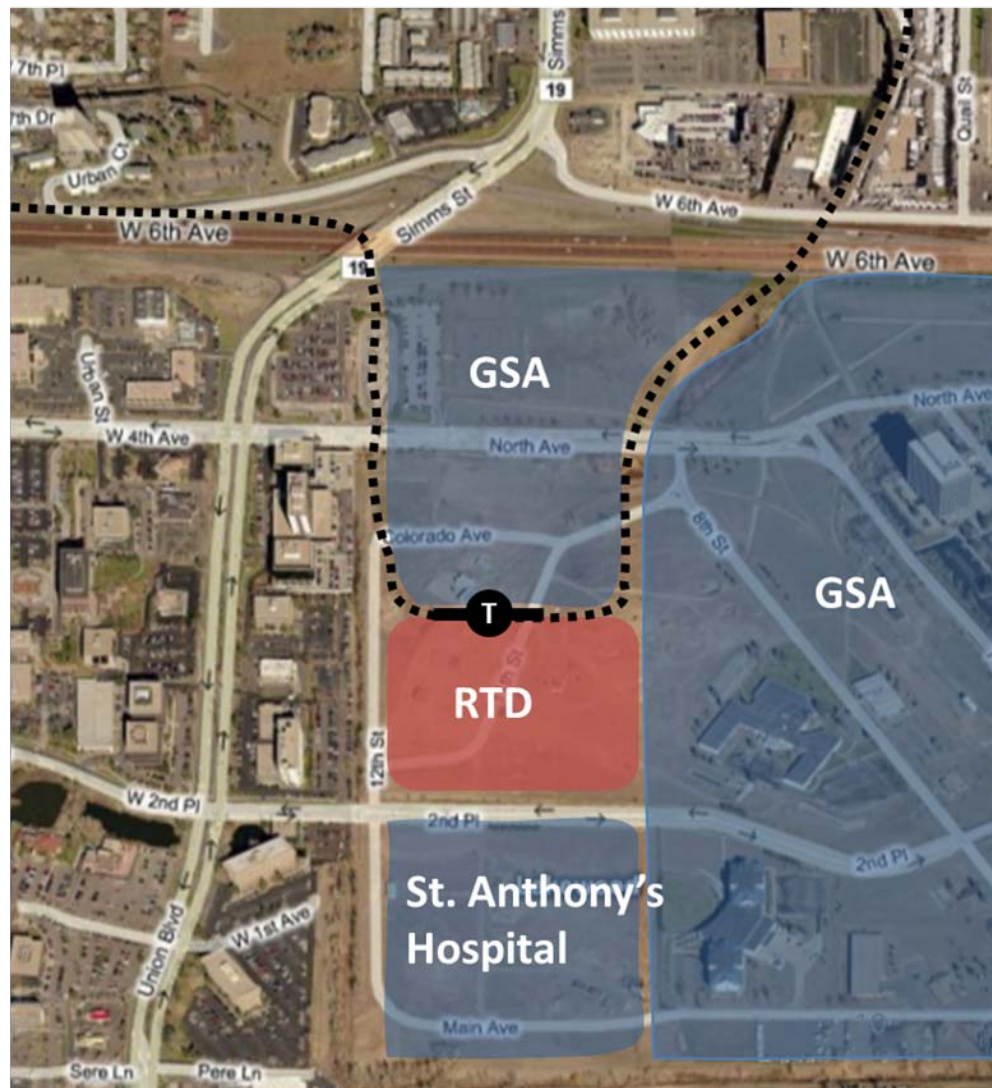 7th Pl
Simms
19
Quail St
7th Dr
Urban Ct
Simms St
W 6th Ave
W 6th Ave
W 6th Ave
19
GSA
Urban St
W 4th Ave
North Ave
North Ave
Colorado Ave
8th St
GSA
T
RTD
12th St
W 2nd Pl
2nd Pl
2nd Pl
St. Anthony's
Hospital
W 1st Ave
Union Blvd
Main Ave
Sere Ln
Pere Ln